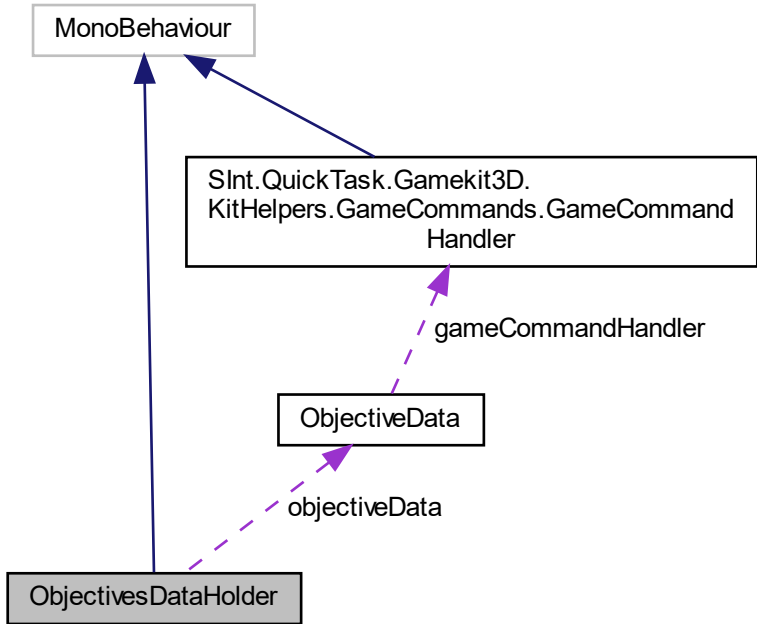 MonoBehaviour
SInt.QuickTask.Gamekit3D.
KitHelpers.GameCommands.GameCommand
Handler
gameCommandHandler
ObjectiveData
objectiveData
ObjectivesDataHolder